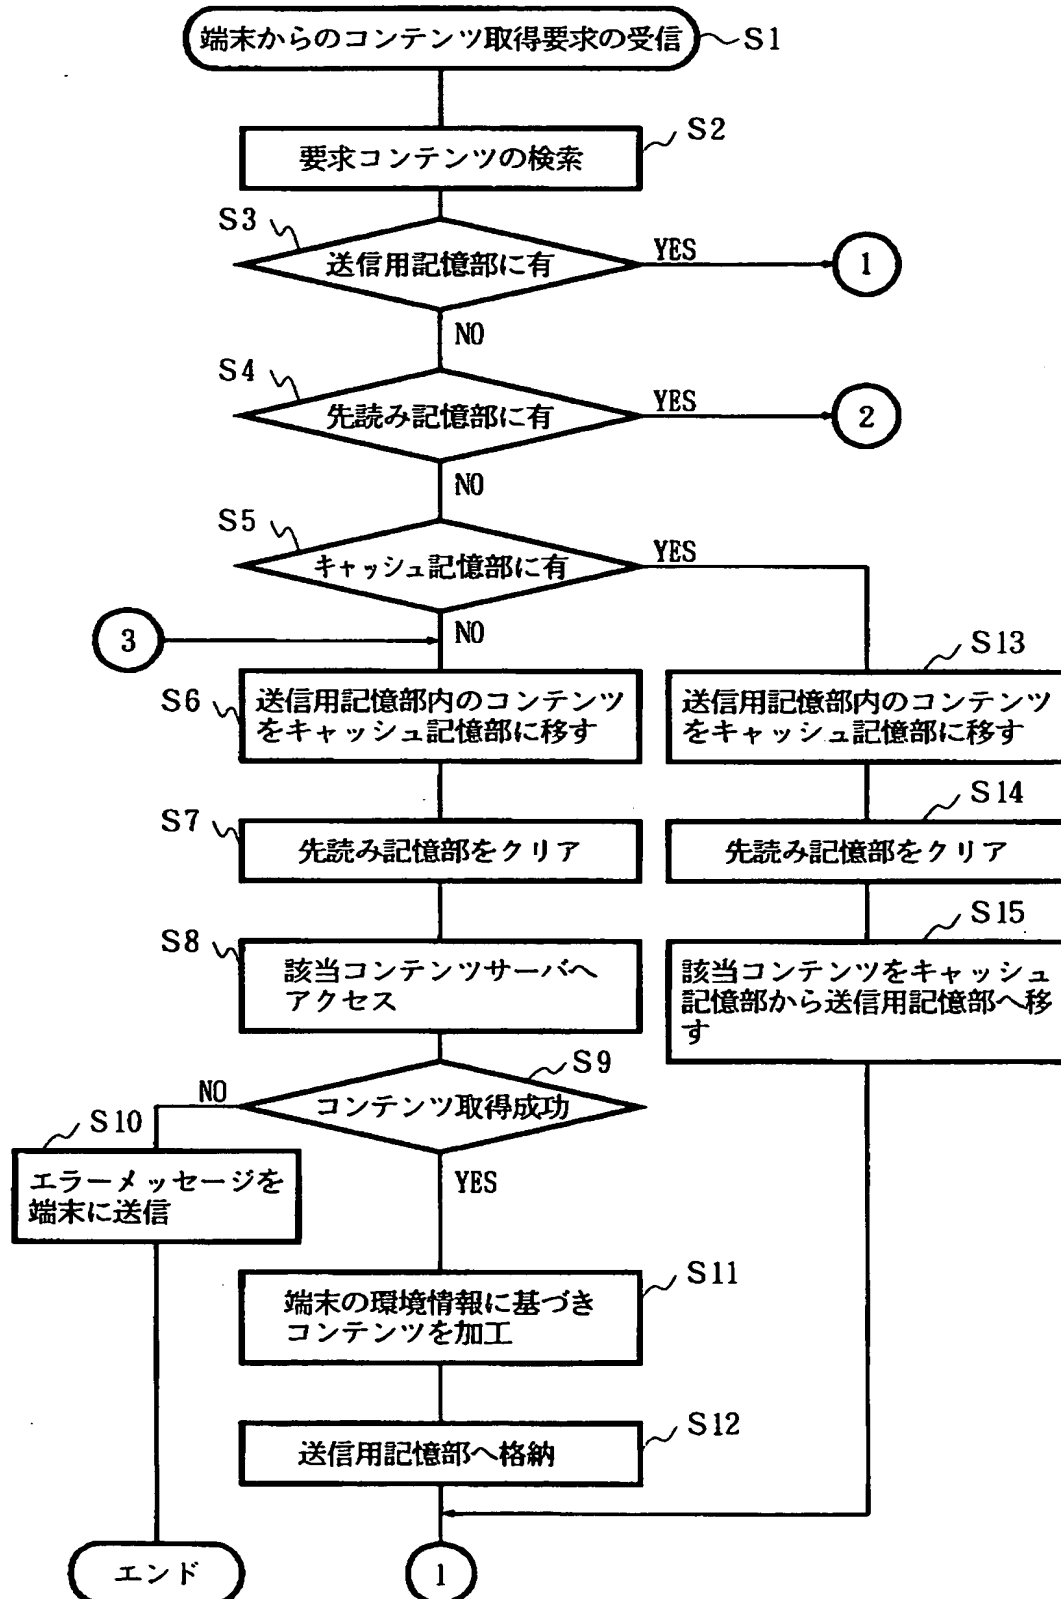 端末からのコンテンツ取得要求の受信
S1
要求コンテンツの検索
S2
S3
送信用記憶部に有
YES
1
NO
S4
先読み記憶部に有
YES
2
NO
S5
キャッシュ記憶部に有
YES
3
NO
S6
送信用記憶部内のコンテンツ
をキャッシュ記憶部に移す
S13
送信用記憶部内のコンテンツ
をキャッシュ記憶部に移す
S7
先読み記憶部をクリア
S14
先読み記憶部をクリア
S8
該当コンテンツサーバへ
アクセス
S15
該当コンテンツをキャッシュ
記憶部から送信用記憶部へ移
す
S9
コンテンツ取得成功
NO
S10
エラーメッセージを
端末に送信
YES
S11
端末の環境情報に基づき
コンテンツを加工
S12
送信用記憶部へ格納
エンド
1